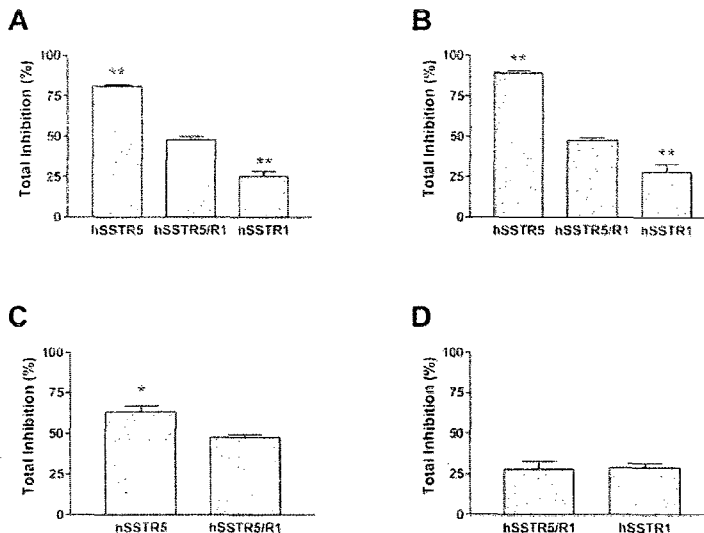 A
Total Inhibition (%)
100
75
50
25
0
**
**
hSSTR5 hSSTR5/R1 hSSTR1
B
Total Inhibition (%)
100
75
50
25
0
**
**
hSSTR5 hSSTR5/R1 hSSTR1
C
Total Inhibition (%)
100
75
50
25
0
*
hSSTR5 hSSTR5/R1
D
Total Inhibition (%)
100
75
50
25
0
hSSTR5/R1 hSSTR1